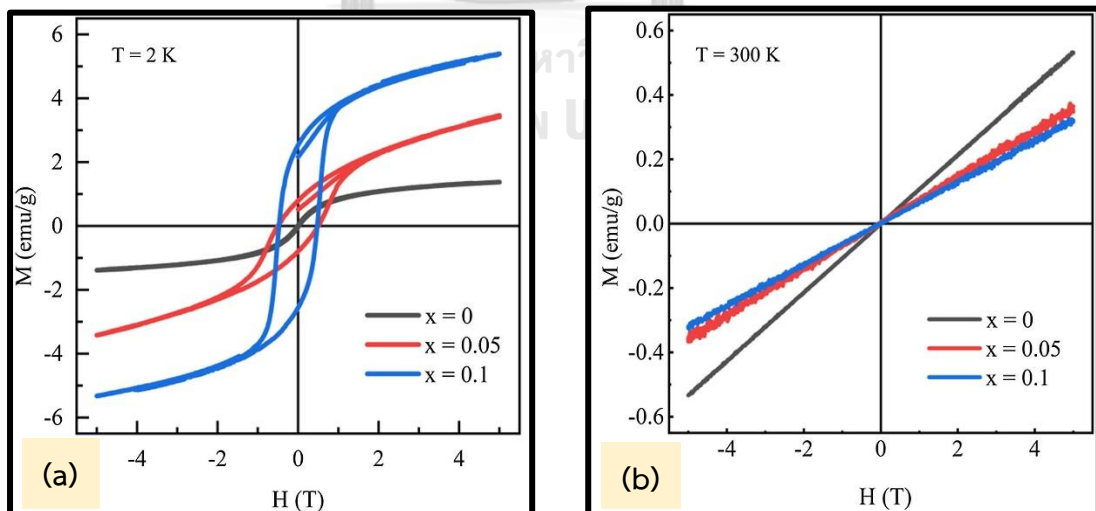 T = 2 K
M (emu/g)
6
4
2
0
-2
-4
-6
x = 0
x = 0.05
x = 0.1
-4 -2 0 2 4
H (T)
(a)
T = 300 K
M (emu/g)
0.6
0.4
0.2
0.0
-0.2
-0.4
-0.6
x = 0
x = 0.05
x = 0.1
-4 -2 0 2 4
H (T)
(b)